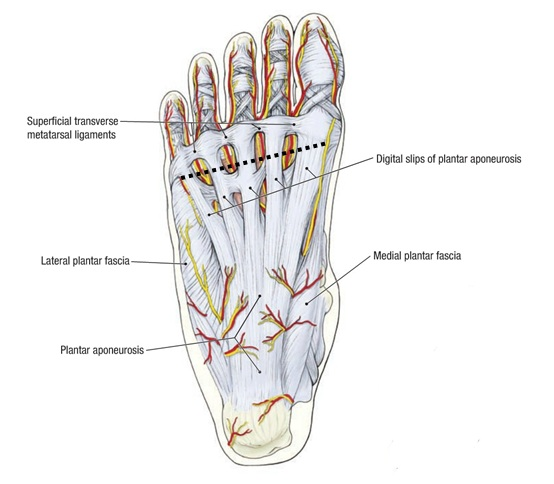 Superficial transverse
metatarsal ligaments
Digital slips of plantar aponeurosis
Lateral plantar fascia
Medial plantar fascia
Plantar aponeurosis